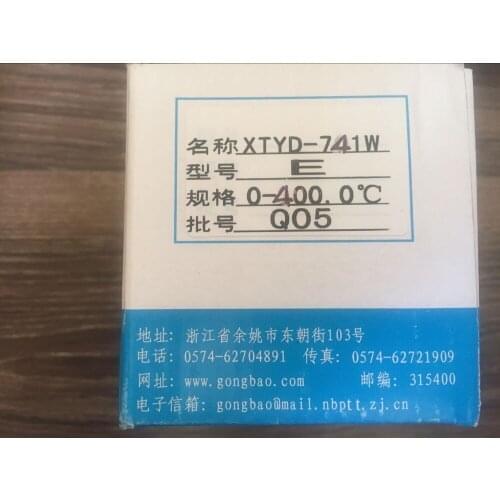 名称 XTYD-741W
型号 E
规格 0-400.0℃
批号 Q05
地址: 浙江省余姚市东朝街103号
电话: 0574-62704891 传真: 0574-62721909
网址: www.gongbao.com 邮编: 315400
电子信箱: gongbao@mail.nbptt.zj.cn